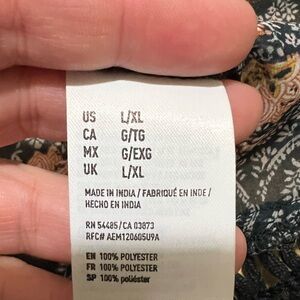 US L/XL
CA G/TG
MX G/EXG
UK L/XL
MADE IN INDIA / FABRIQUÉ EN INDE /
HECHO EN INDIA
RN 54485/CA 03873
RFC# AEM120605U9A
EN 100% POLYESTER
FR 100% POLYESTER
SP 100% poliéster